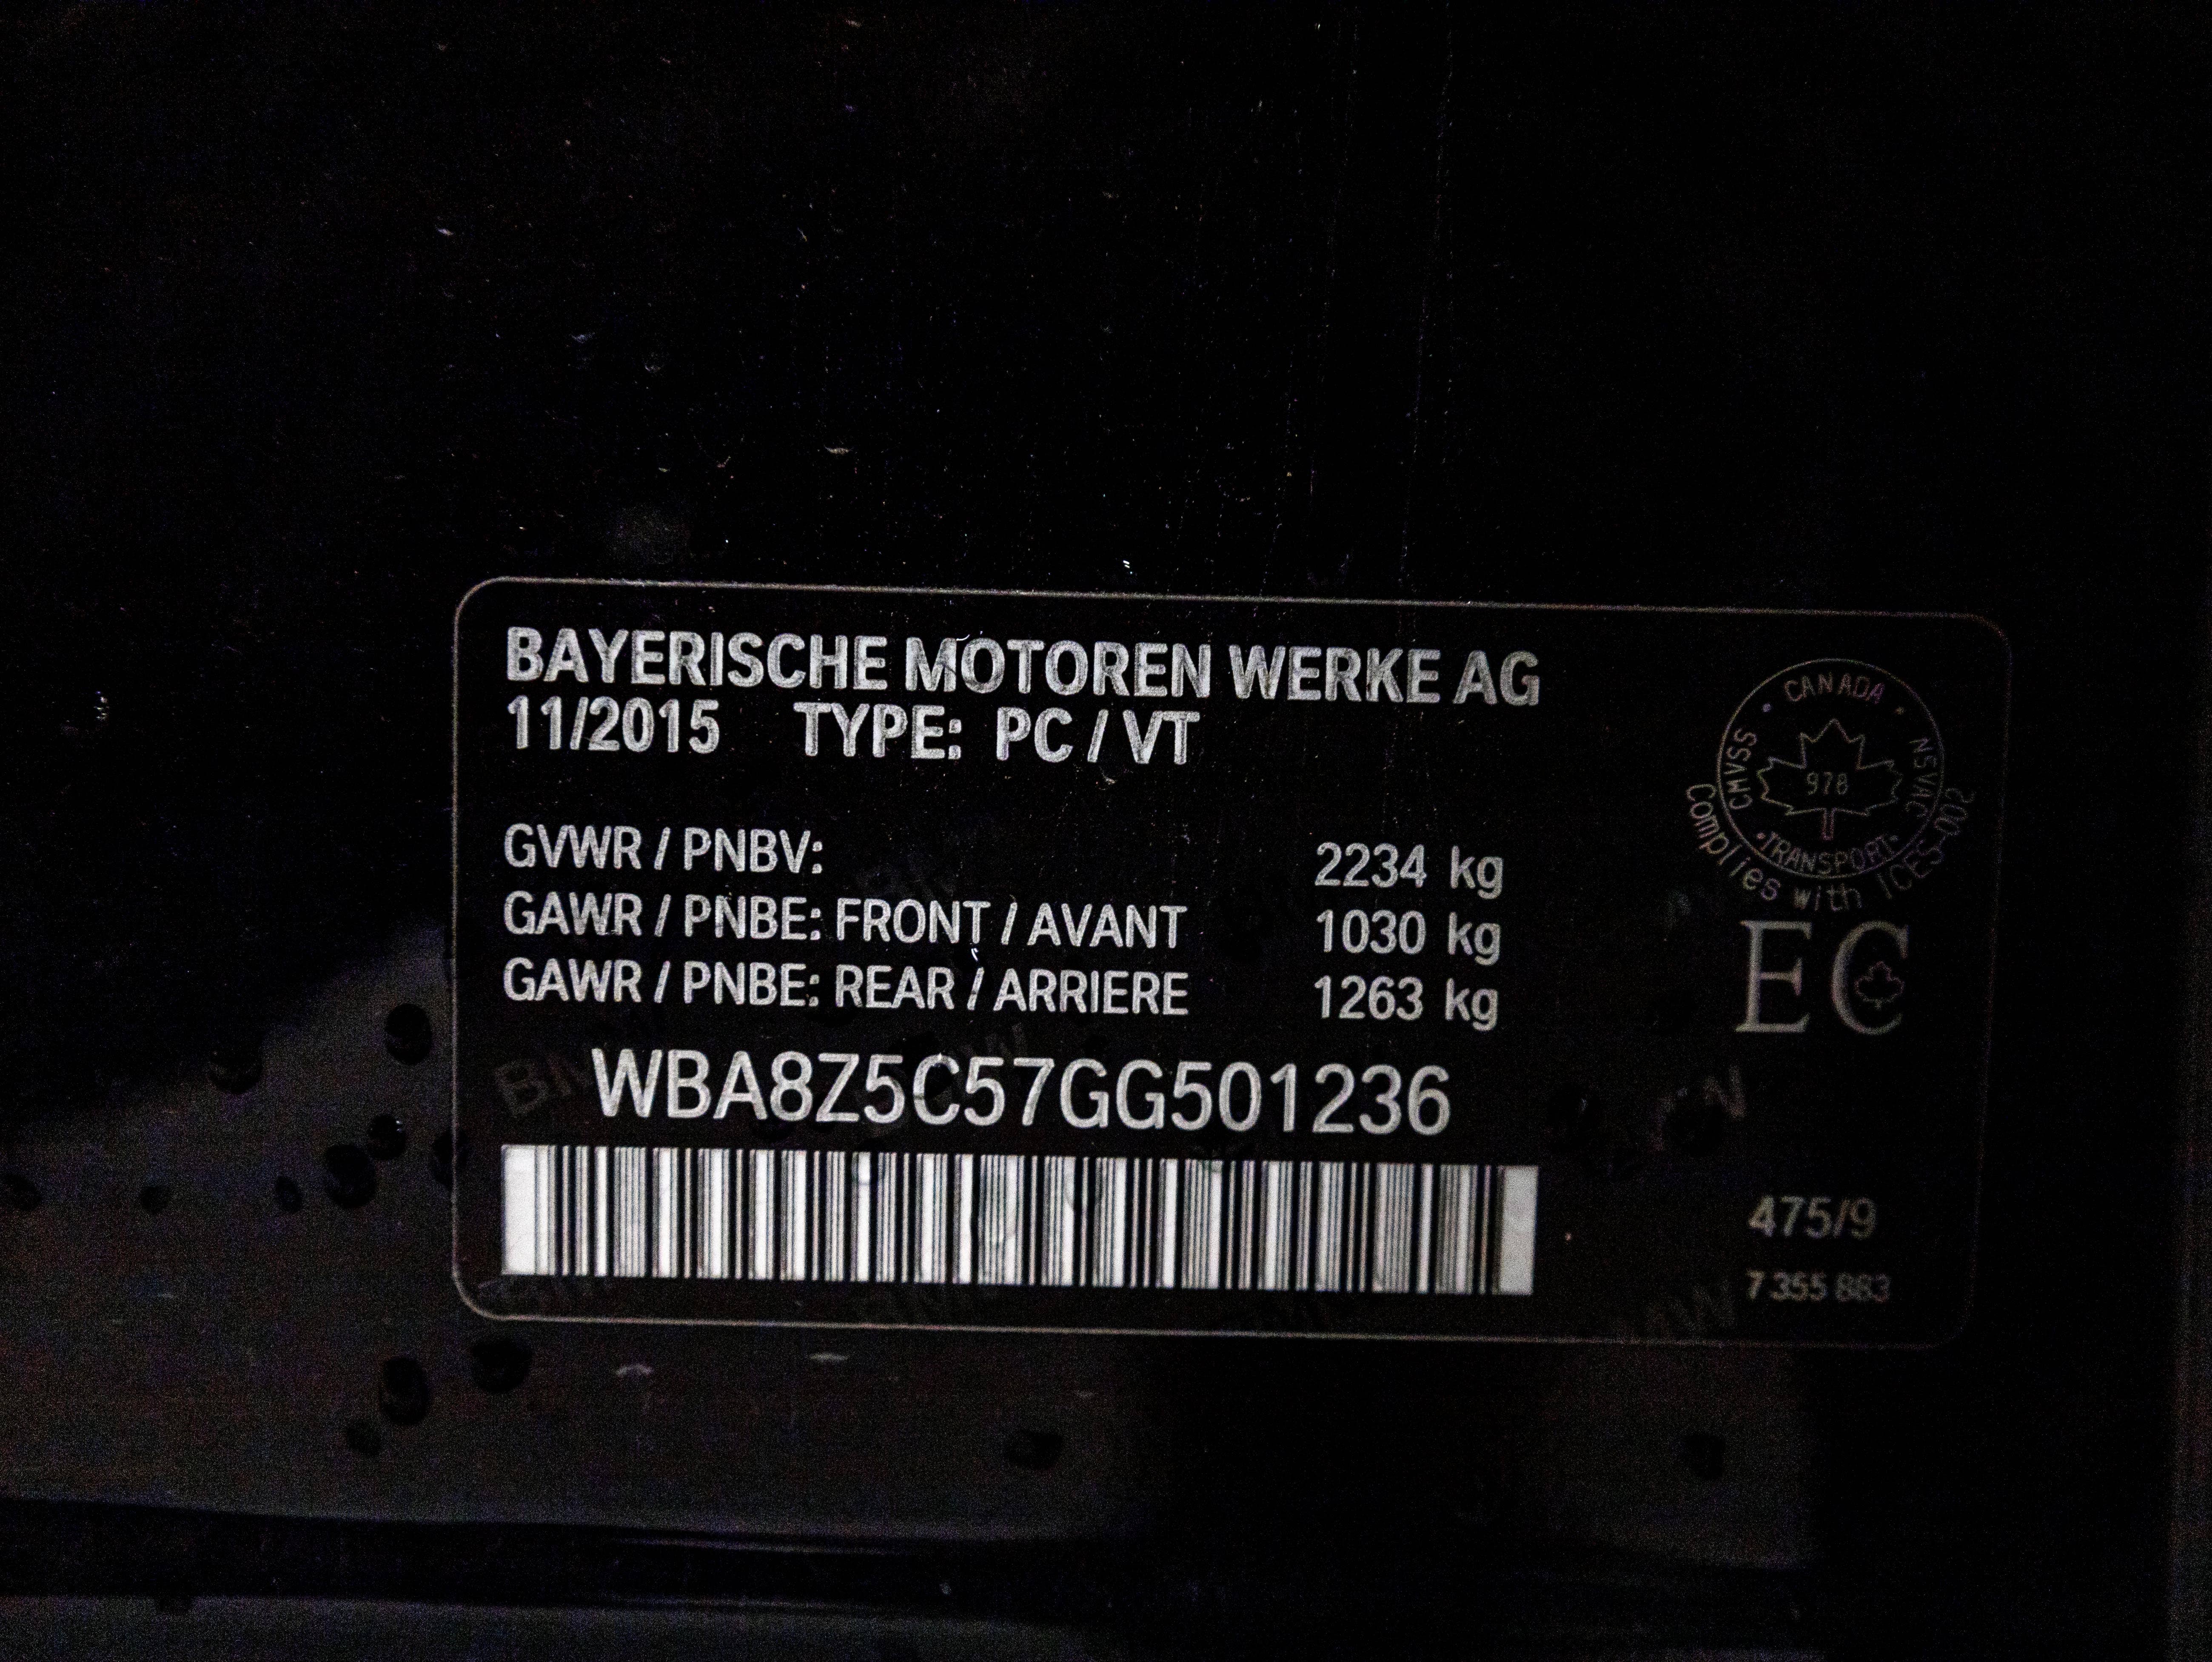 BAYERISCHE MOTOREN WERKE AG
11/2015 TYPE: PC / VT
CANADA
CMVSS
978
NSVAC
TRANSPORT
Complies with ICES-002
GVWR / PNBV: 2234 kg
GAWR / PNBE: FRONT / AVANT 1030 kg
GAWR / PNBE: REAR / ARRIERE 1263 kg
EC
WBA8Z5C57GG501236
475/9
7 355 883